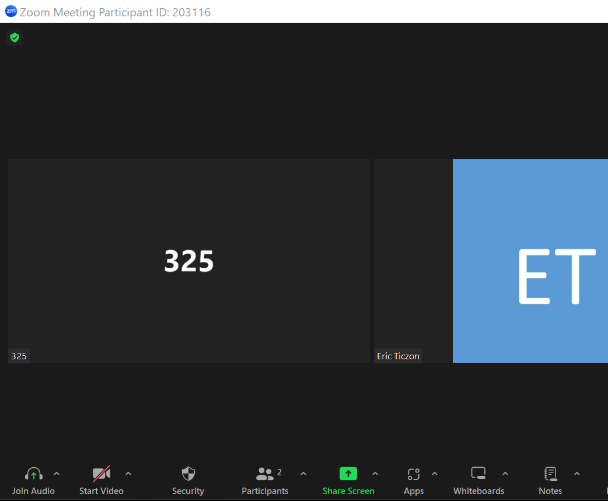 zm Zoom Meeting Participant ID: 203116
325
ET
325
Eric Ticzon
2
Join Audio
Start Video
Security
Participants
Share Screen
Apps
Whiteboards
Notes